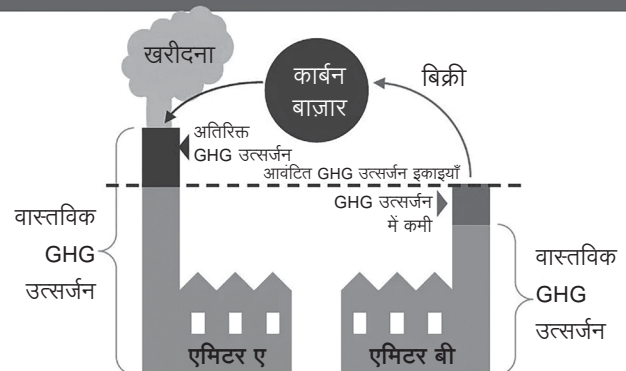 खरीदना
कार्बन
बाज़ार
बिक्री
अतिरिक्त
GHG उत्सर्जन
आवंटित GHG उत्सर्जन इकाइयाँ
GHG उत्सर्जन
में कमी
वास्तविक
GHG
उत्सर्जन
वास्तविक
GHG
उत्सर्जन
एमिटर ए
एमिटर बी